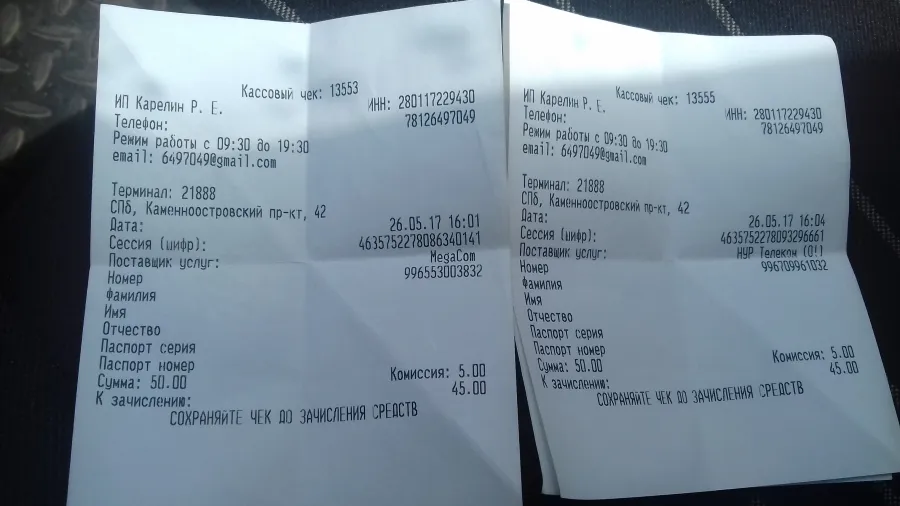 Кассовый чек: 13553
ИП Карелин Р. Е. ИНН: 280117229430
Телефон: 78126497049
Режим работы с 09:30 до 19:30
email: 6497049@gmail.com
Терминал: 21888
СПб, Каменноостровский пр-кт, 42
Дата: 26.05.17 16:01
Сессия (цифр): 4635752278086340141
Поставщик услуг: MegaCom
Номер 996553003832
Фамилия
Имя
Отчество
Паспорт серия
Паспорт номер
Сумма: 50.00 Комиссия: 5.00
К зачислению: 45.00
СОХРАНЯЙТЕ ЧЕК ДО ЗАЧИСЛЕНИЯ СРЕДСТВ
Кассовый чек: 13555
ИП Карелин Р. Е. ИНН: 280117229430
Телефон: 78126497049
Режим работы с 09:30 до 19:30
email: 6497049@gmail.com
Терминал: 21888
СПб, Каменноостровский пр-кт, 42
Дата: 26.05.17 16:04
Сессия (цифр): 4635752278093296661
Поставщик услуг: НУР Телеком (O!)
Номер 996709961032
Фамилия
Имя
Отчество
Паспорт серия
Паспорт номер
Сумма: 50.00 Комиссия: 5.00
К зачислению: 45.00
СОХРАНЯЙТЕ ЧЕК ДО ЗАЧИСЛЕНИЯ СРЕДСТВ